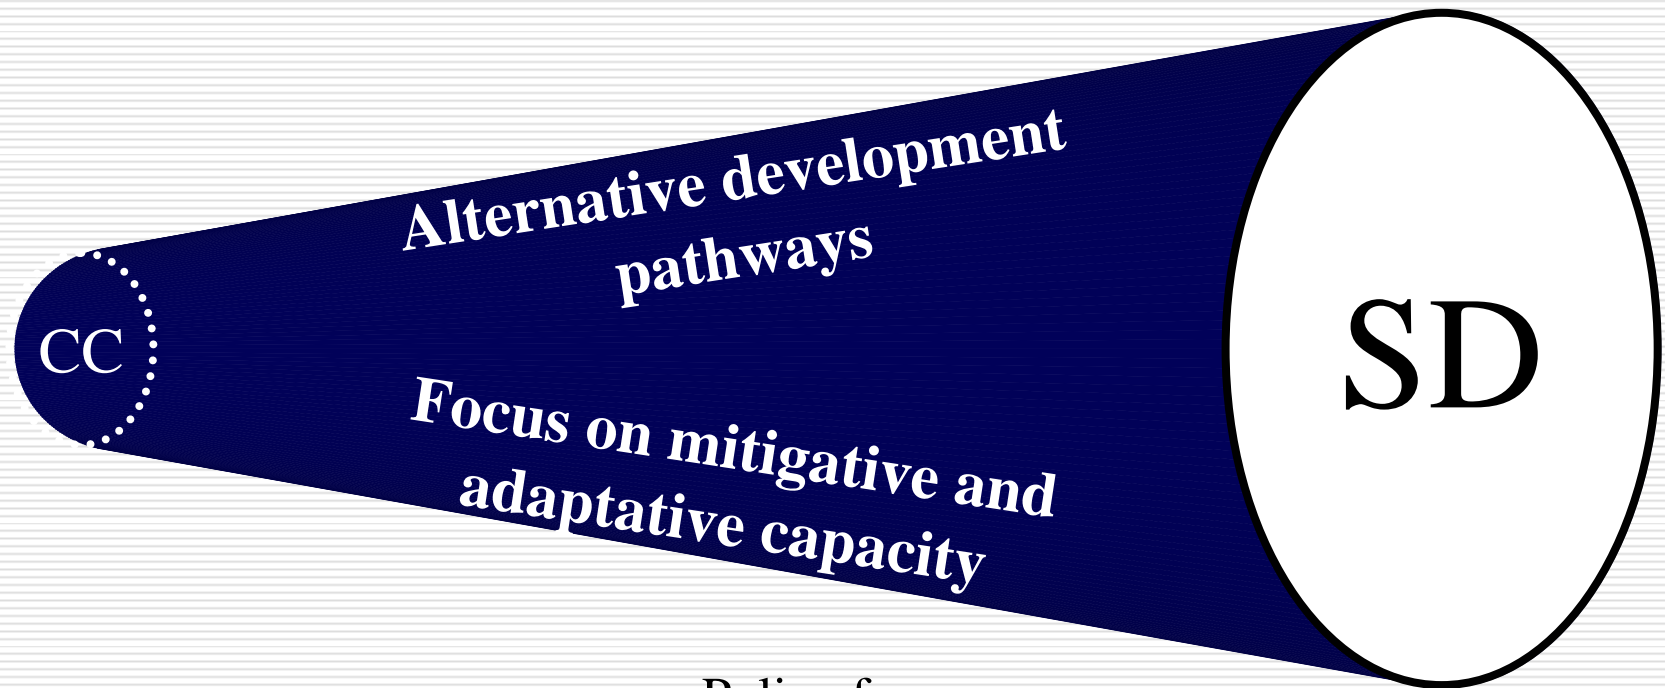 Alternative development
pathways
CC
SD
Focus on mitigative and
adaptative capacity